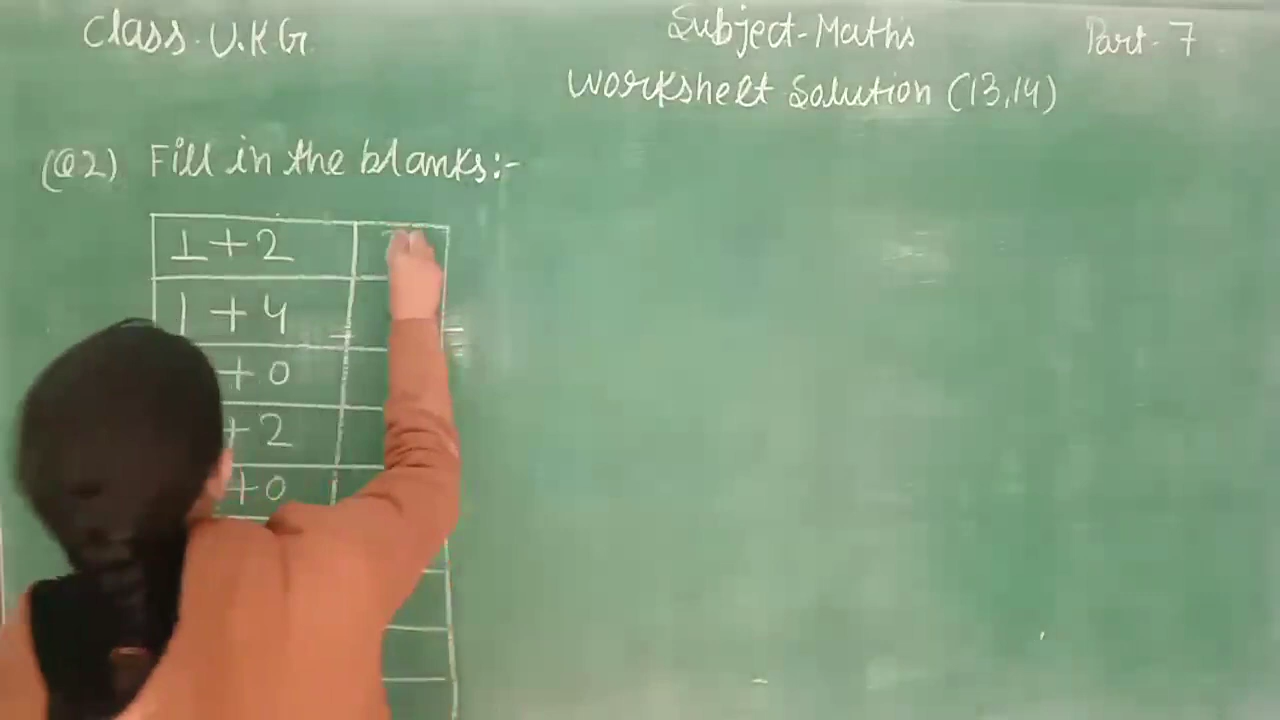 Class-U.K.G.
Subject-Maths
Part-7
Worksheet Solution (13,14)
(Q2) Fill in the blanks:-
1+2
1+4
+0
+2
+0